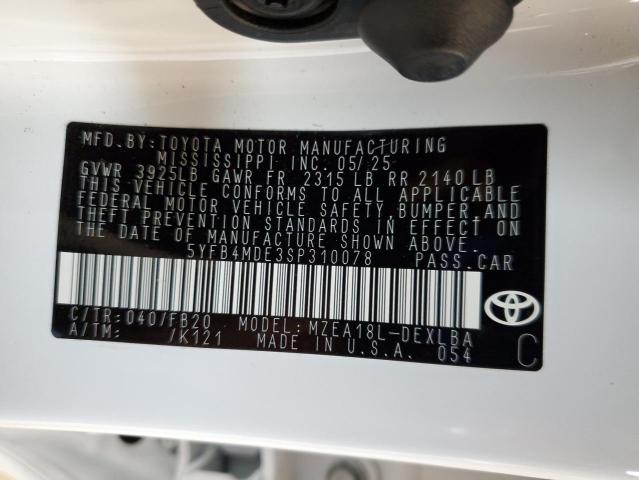 MFD.BY:TOYOTA MOTOR MANUFACTURING
MISSISSIPPI INC. 05/25
GVWR 3925LB GAWR FR 2315 LB RR 2140 LB
THIS VEHICLE CONFORMS TO ALL APPLICABLE
FEDERAL MOTOR VEHICLE SAFETY, BUMPER, AND
THEFT PREVENTION STANDARDS IN EFFECT ON
THE DATE OF MANUFACTURE SHOWN ABOVE.
5YFB4MDE3SP310078 PASS.CAR
C/TR: 040/FB20 MODEL: MZEA18L-DEXLBA
A/TM: /K121 MADE IN U.S.A. 054
C